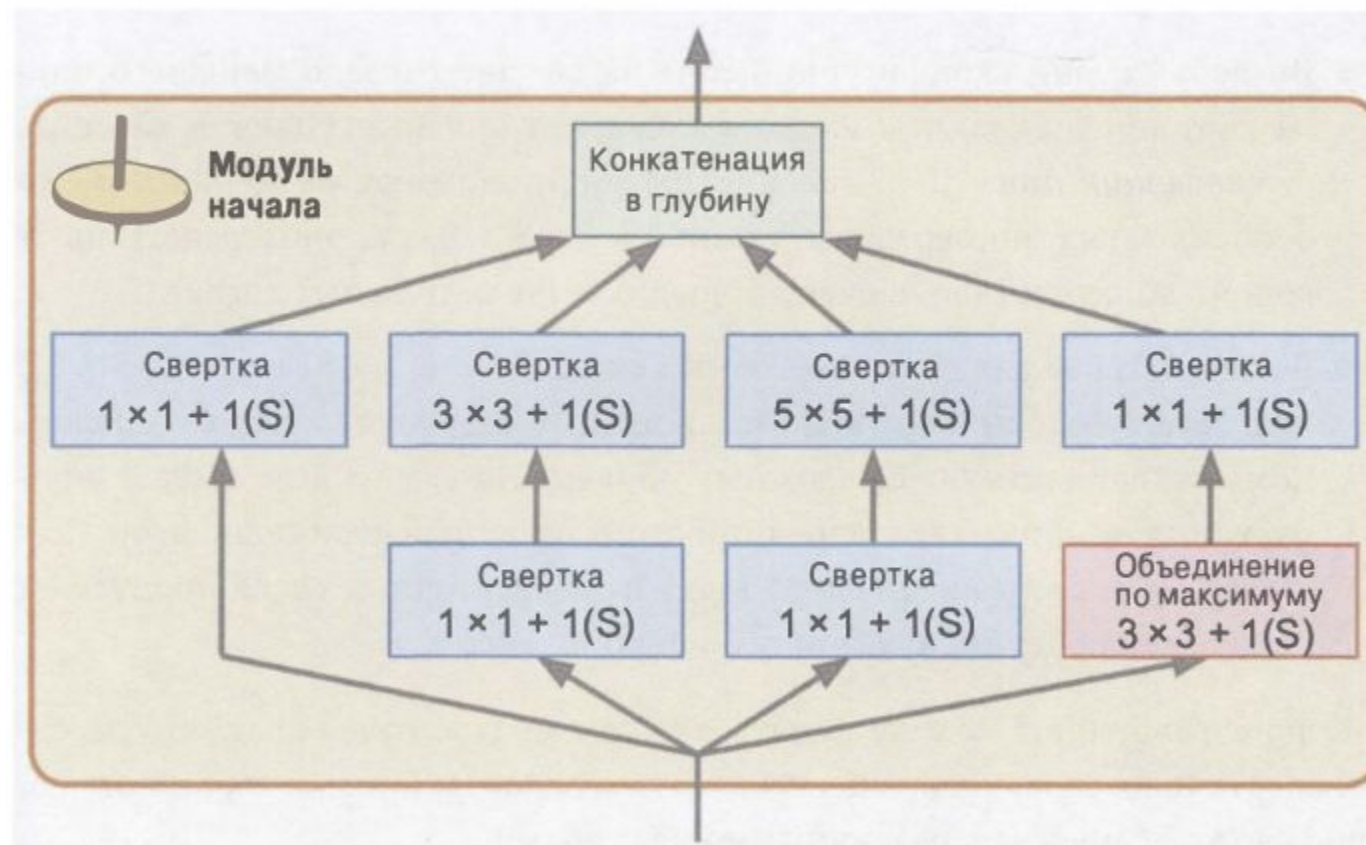 Конкатенация
в глубину
Модуль
начала
Свертка
1 × 1 + 1(S)
Свертка
3 × 3 + 1(S)
Свертка
5 × 5 + 1(S)
Свертка
1 × 1 + 1(S)
Свертка
1 × 1 + 1(S)
Свертка
1 × 1 + 1(S)
Объединение
по максимуму
3 × 3 + 1(S)